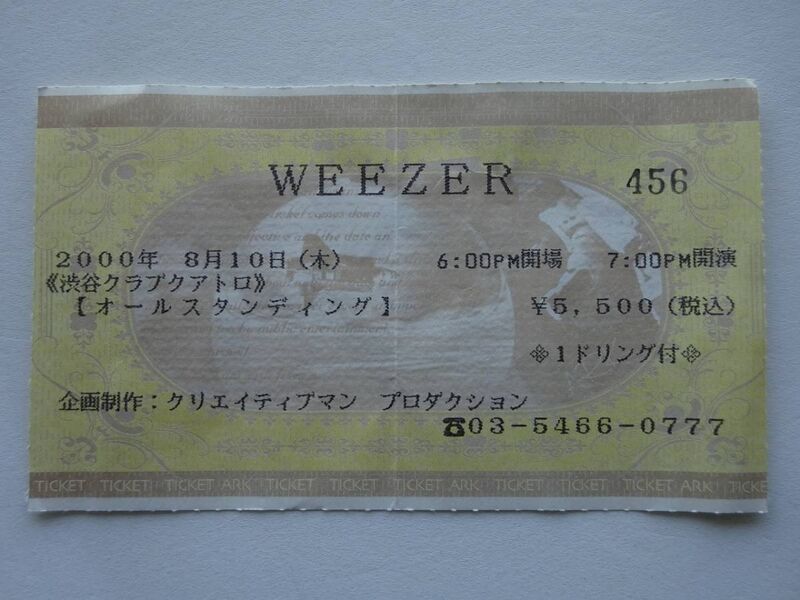 WEEZER 456
2000年 8月10日(木) 6:00PM開場 7:00PM開演
《渋谷クラブクアトロ》
【オールスタンディング】 ¥5,500(税込)
※1ドリング付※
企画制作:クリエイティブマン プロダクション
☎03-5466-0777
TICKET TICKET TICKET ARK TICKET TICKET TICKET TICKET ARK TICKET